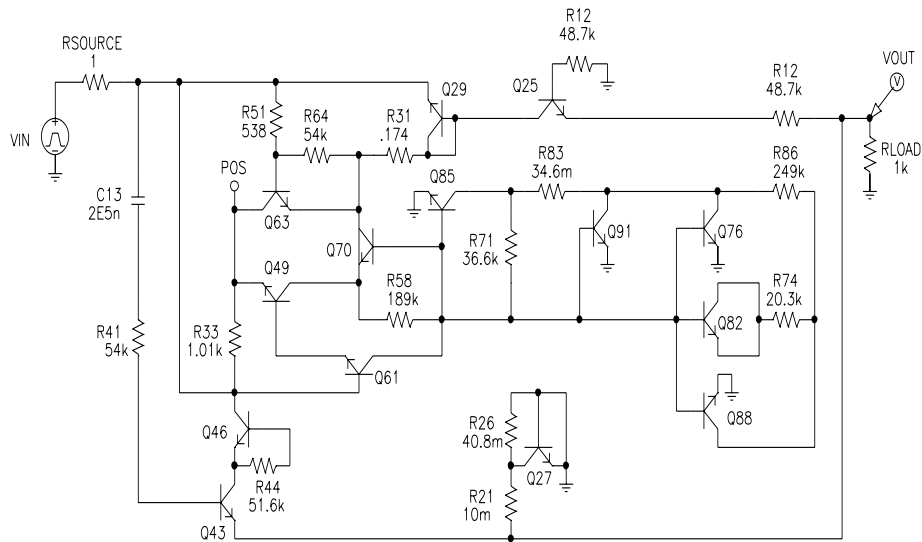 R12
48.7k
RSOURCE
1
Q29
Q25
VOUT
V
R12
48.7k
R51
538
R64
54k
R31
.174
VIN
POS
Q85
R83
34.6m
R86
249k
RLOAD
1k
C13
2E5n
Q63
Q70
R71
36.6k
Q91
Q76
Q49
R58
189k
R74
20.3k
R41
54k
R33
1.01k
Q82
Q61
Q88
Q46
R26
40.8m
R44
51.6k
Q27
R21
10m
Q43